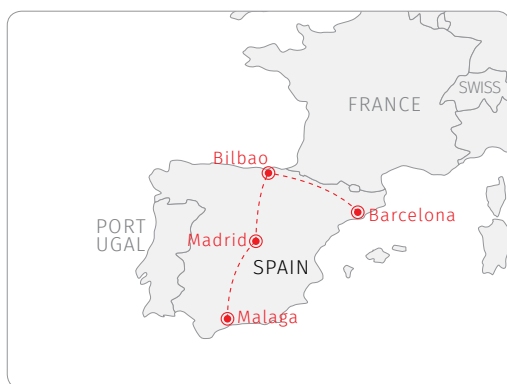 SWISS
FRANCE
Bilbao
Barcelona
PORT
UGAL
Madrid
SPAIN
Malaga